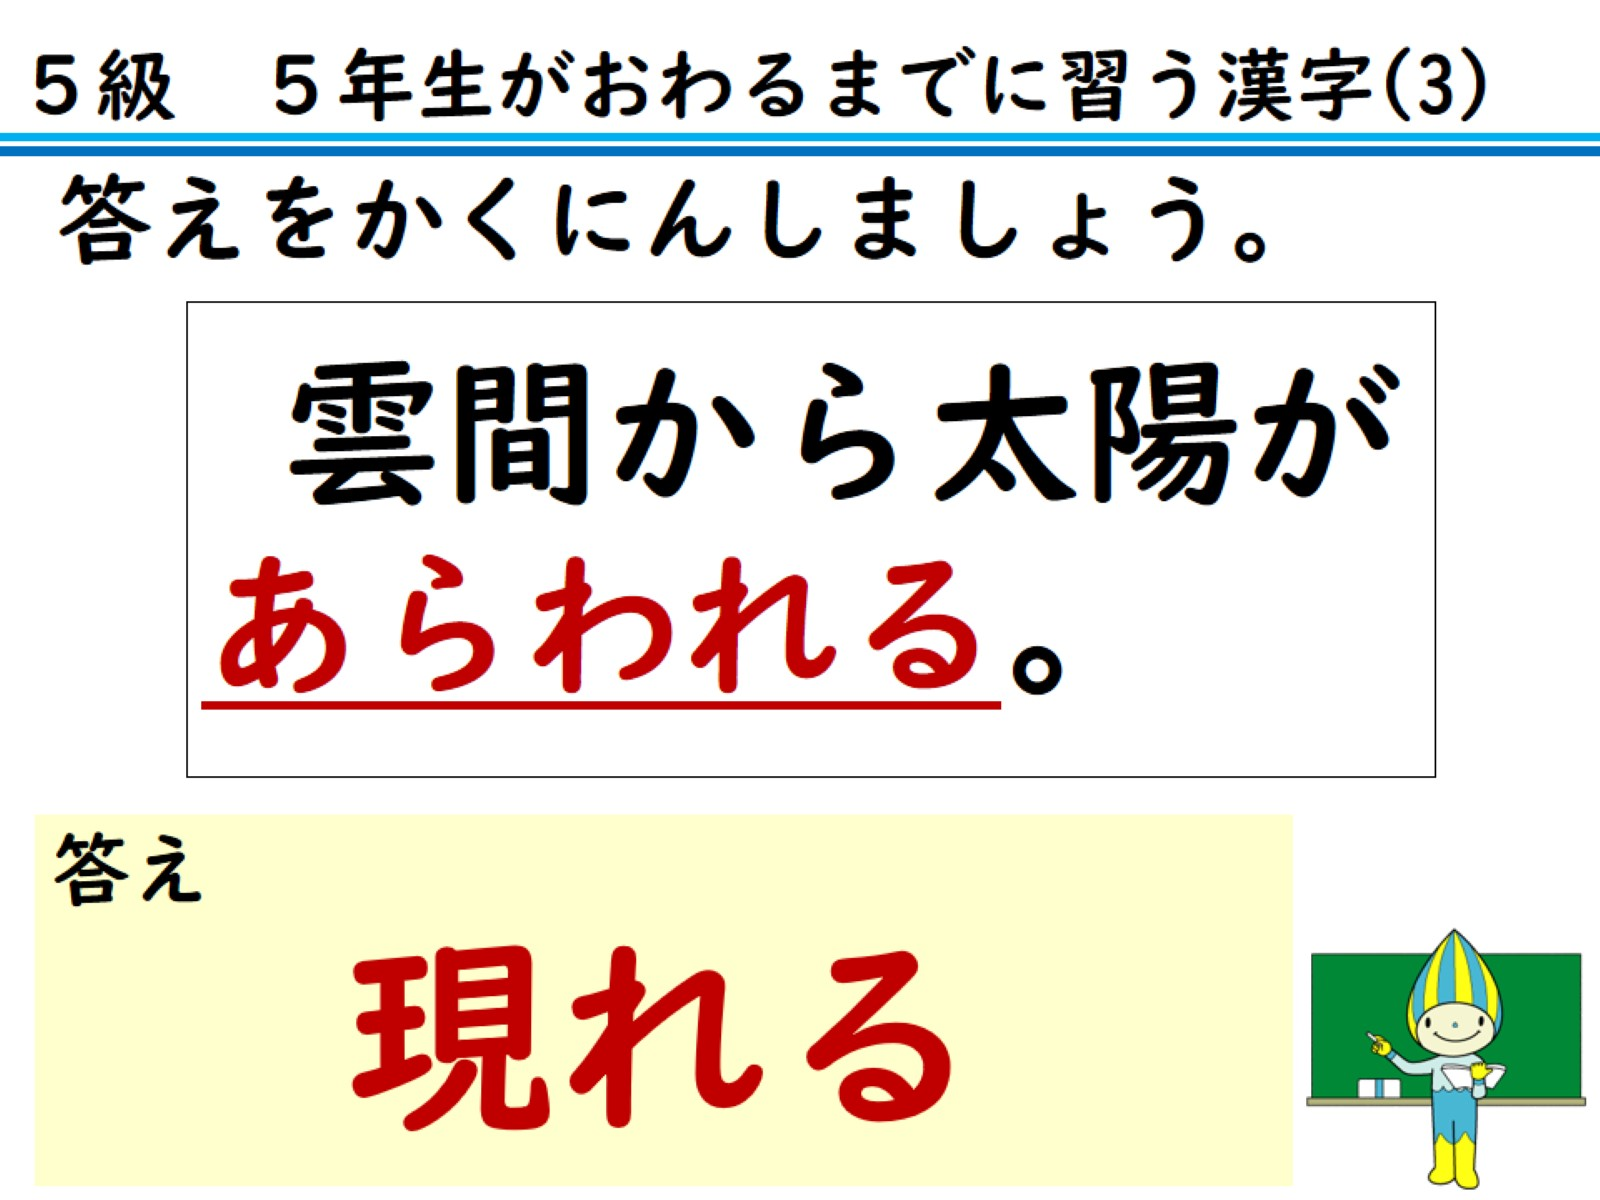 ５級　５年生がおわるまでに習う漢字(3)
答えをかくにんしましょう。
雲間から太陽が
あらわれる。
答え
現れる